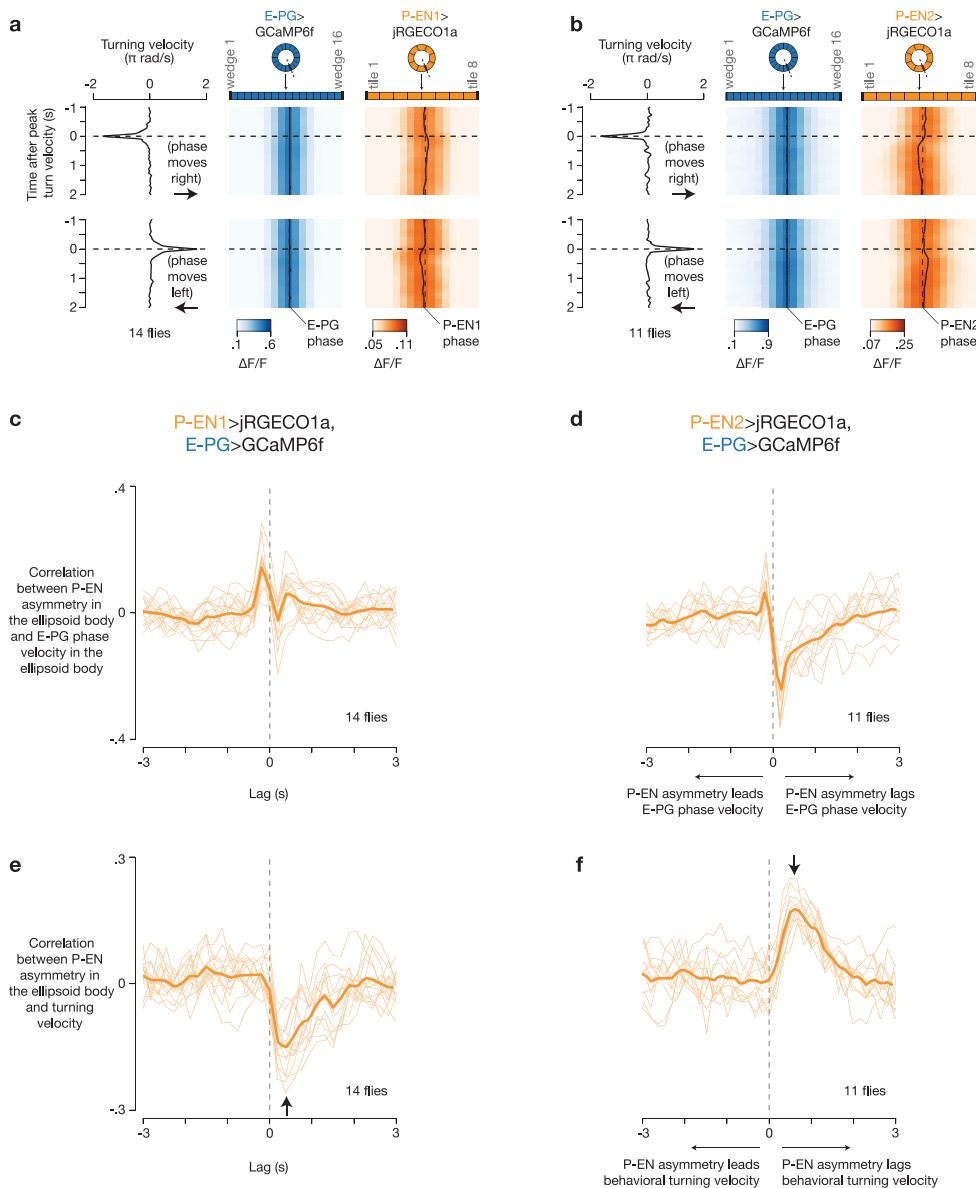 a
Turning velocity
(π rad/s)
-2 0 2
E-PG>
GCaMP6f
wedge 1
wedge 16
P-EN1>
jRGECO1a
tile 1
tile 8
Time after peak
turn velocity (s)
-1
0
1
2
(phase
moves
right)
-1
0
1
2
(phase
moves
left)
14 flies
E-PG
phase
P-EN1
phase
.1 .6
.05 .11
ΔF/F
b
Turning velocity
(π rad/s)
-2 0 2
E-PG>
GCaMP6f
wedge 1
wedge 16
P-EN2>
jRGECO1a
tile 1
tile 8
-1
0
1
2
(phase
moves
right)
-1
0
1
2
(phase
moves
left)
11 flies
E-PG
phase
P-EN2
phase
.1 .9
.07 .25
ΔF/F
c
P-EN1>jRGECO1a,
E-PG>GCaMP6f
.4
0
-.4
Correlation
between P-EN
asymmetry in
the ellipsoid body
and E-PG phase
velocity in the
ellipsoid body
14 flies
-3 0 3
Lag (s)
d
P-EN2>jRGECO1a,
E-PG>GCaMP6f
11 flies
-3 0 3
P-EN asymmetry leads
E-PG phase velocity
P-EN asymmetry lags
E-PG phase velocity
e
.3
0
-.3
Correlation
between P-EN
asymmetry in
the ellipsoid body
and turning
velocity
14 flies
-3 0 3
Lag (s)
f
11 flies
-3 0 3
P-EN asymmetry leads
behavioral turning velocity
P-EN asymmetry lags
behavioral turning velocity